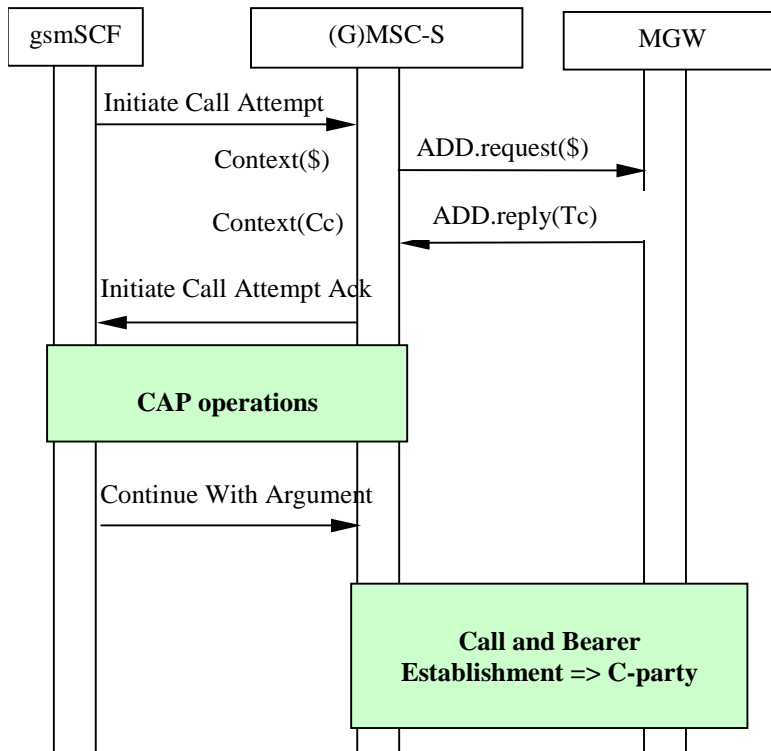 gsmSCF
(G)MSC-S
MGW
Initiate Call Attempt
Context($)
ADD.request($)
Context(Cc)
ADD.reply(Tc)
Initiate Call Attempt Ack
CAP operations
Continue With Argument
Call and Bearer
Establishment => C-party